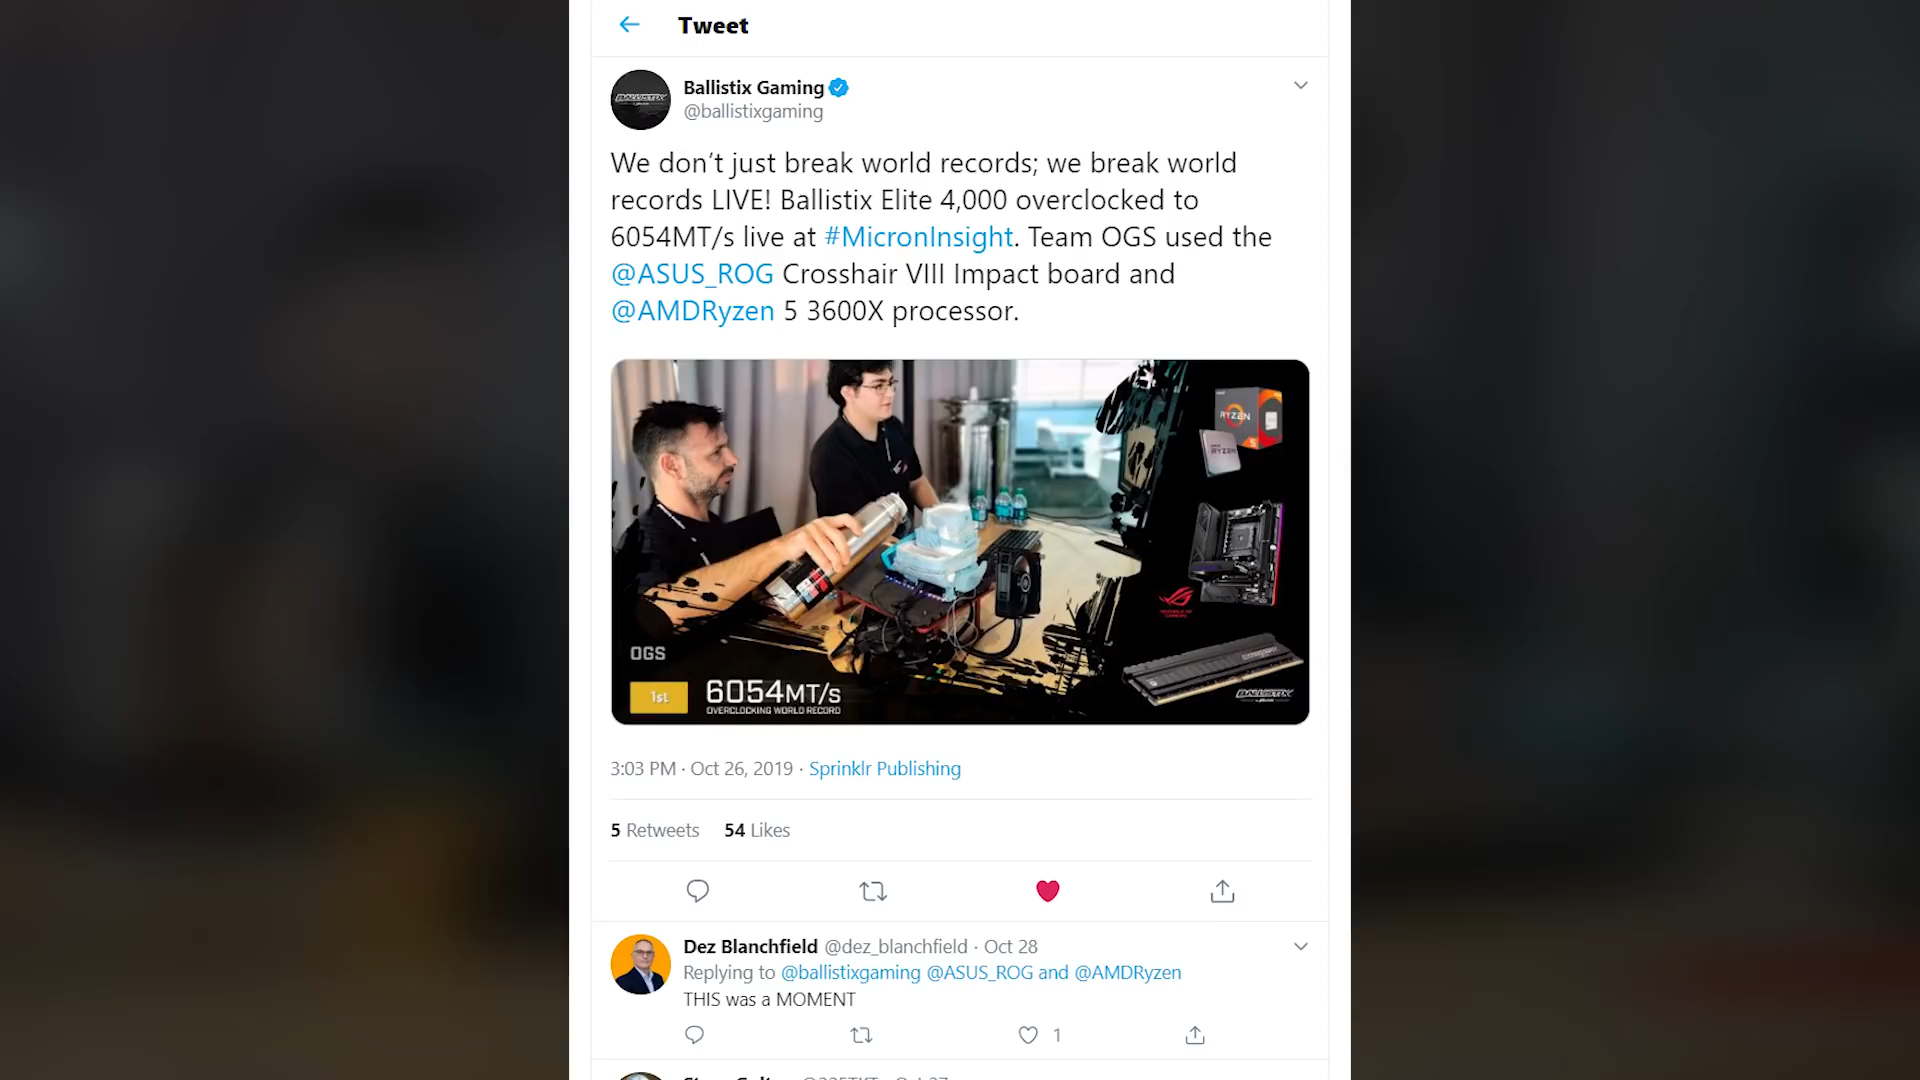 Tweet
Ballistix Gaming
@ballistixgaming
We don’t just break world records; we break world
records LIVE! Ballistix Elite 4,000 overclocked to
6054MT/s live at #MicronInsight. Team OGS used the
@ASUS_ROG Crosshair VIII Impact board and
@AMDRyzen 5 3600X processor.
RYZEN
RYZEN
OGS
1st
6054MT/s
OVERCLOCKING WORLD RECORD
BALLISTIX
3:03 PM · Oct 26, 2019 · Sprinklr Publishing
5 Retweets 54 Likes
Dez Blanchfield @dez_blanchfield · Oct 28
Replying to @ballistixgaming @ASUS_ROG and @AMDRyzen
THIS was a MOMENT
1